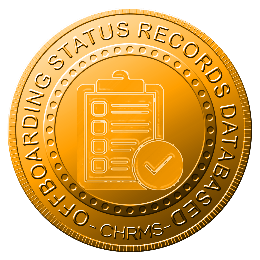 OFFBOARDING STATUS RECORDS DATABASED
- CHRMS -